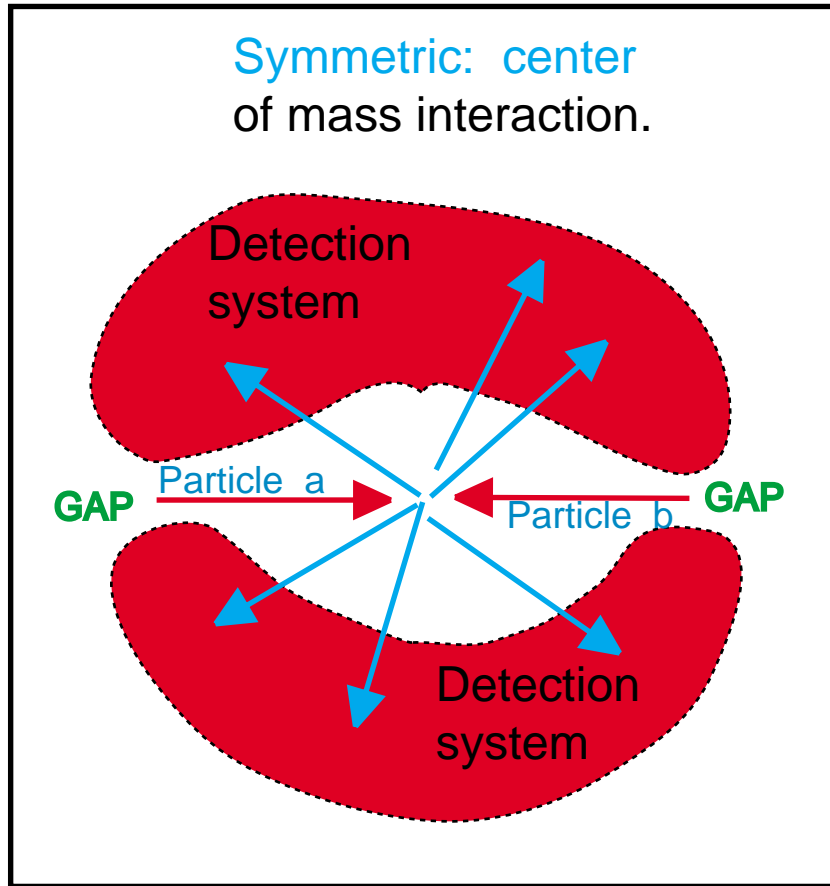 Symmetric: center
of mass interaction.
Detection
system
Particle a
GAP
GAP
Particle b
Detection
system